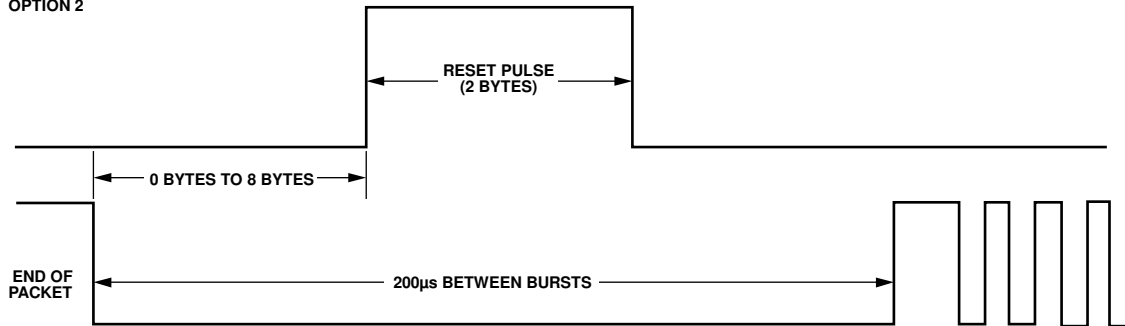 OPTION 2
RESET PULSE
(2 BYTES)
0 BYTES TO 8 BYTES
END OF
PACKET
200µs BETWEEN BURSTS